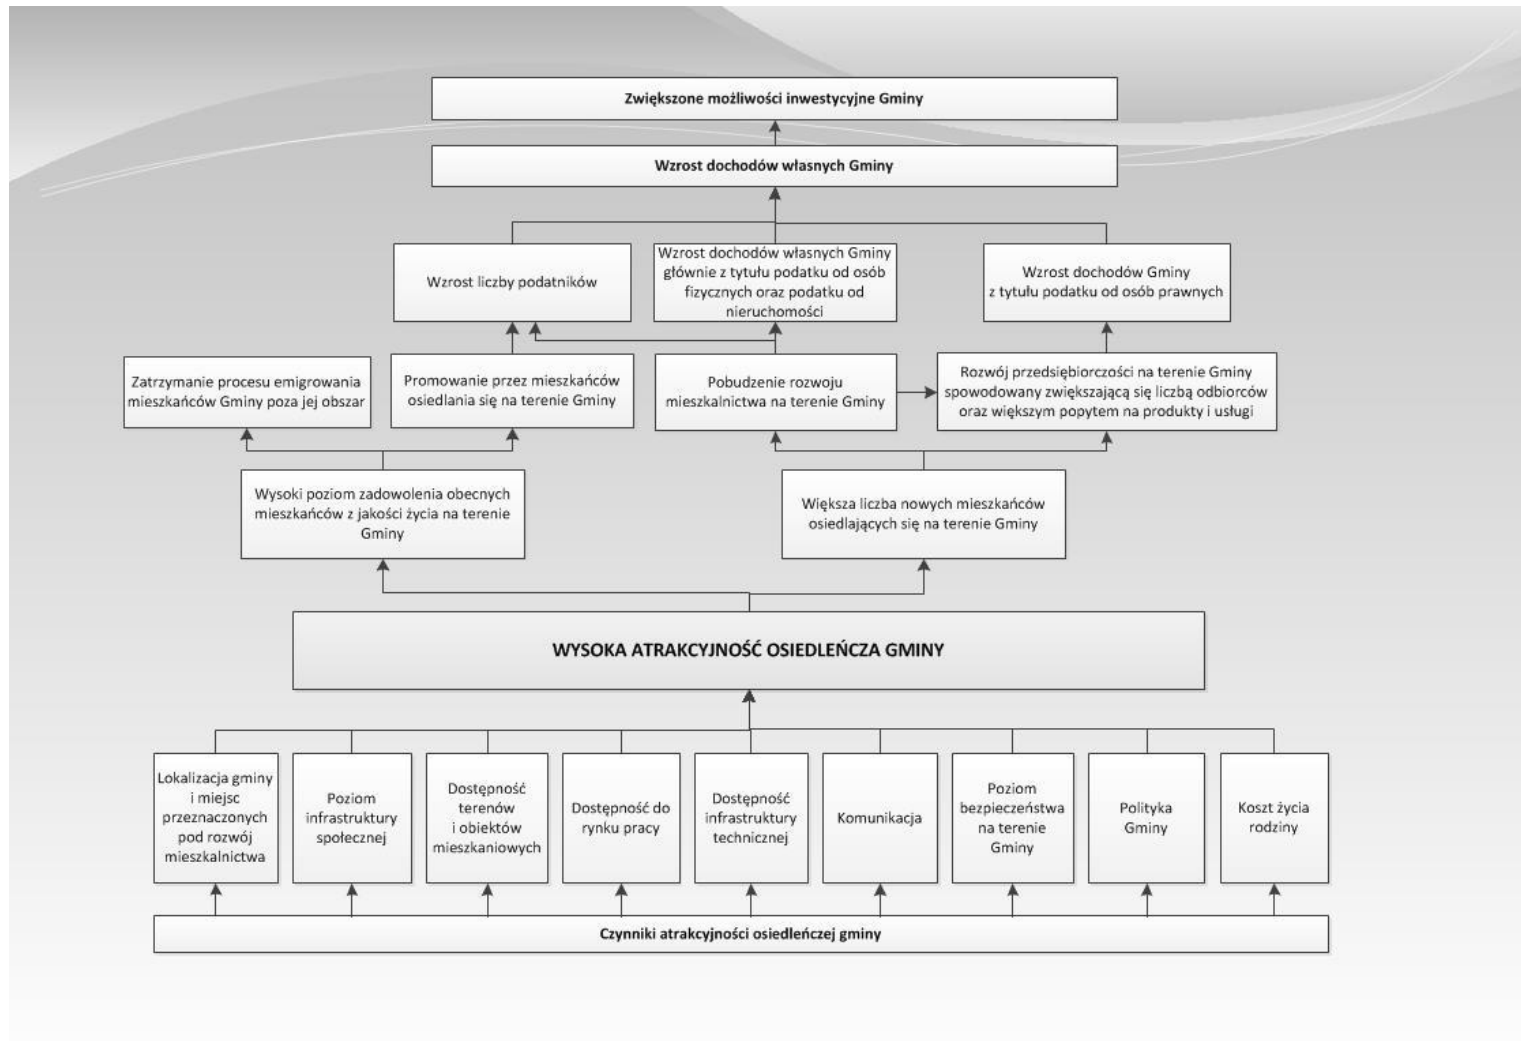 Zwiększone możliwości inwestycyjne Gminy
Wzrost dochodów własnych Gminy
Wzrost liczby podatników
Wzrost dochodów własnych Gminy
głównie z tytułu podatku od osób
fizycznych oraz podatku od
nieruchomości
Wzrost dochodów Gminy
z tytułu podatku od osób prawnych
Zatrzymanie procesu emigrowania
mieszkańców Gminy poza jej obszar
Promowanie przez mieszkańców
osiedlania się na terenie Gminy
Pobudzenie rozwoju
mieszkalnictwa na terenie Gminy
Rozwój przedsiębiorczości na terenie Gminy
spowodowany zwiększającą się liczbą odbiorców
oraz większym popytem na produkty i usługi
Wysoki poziom zadowolenia obecnych
mieszkańców z jakości życia na terenie
Gminy
Większa liczba nowych mieszkańców
osiedlających się na terenie Gminy
WYSOKA ATRAKCYJNOŚĆ OSIEDLEŃCZA GMINY
Lokalizacja gminy
i miejsc
przeznaczonych
pod rozwój
mieszkalnictwa
Poziom
infrastruktury
społecznej
Dostępność
terenów
i obiektów
mieszkaniowych
Dostępność do
rynku pracy
Dostępność
infrastruktury
technicznej
Komunikacja
Poziom
bezpieczeństwa
na terenie
Gminy
Polityka
Gminy
Koszt życia
rodziny
Czynniki atrakcyjności osiedleńczej gminy